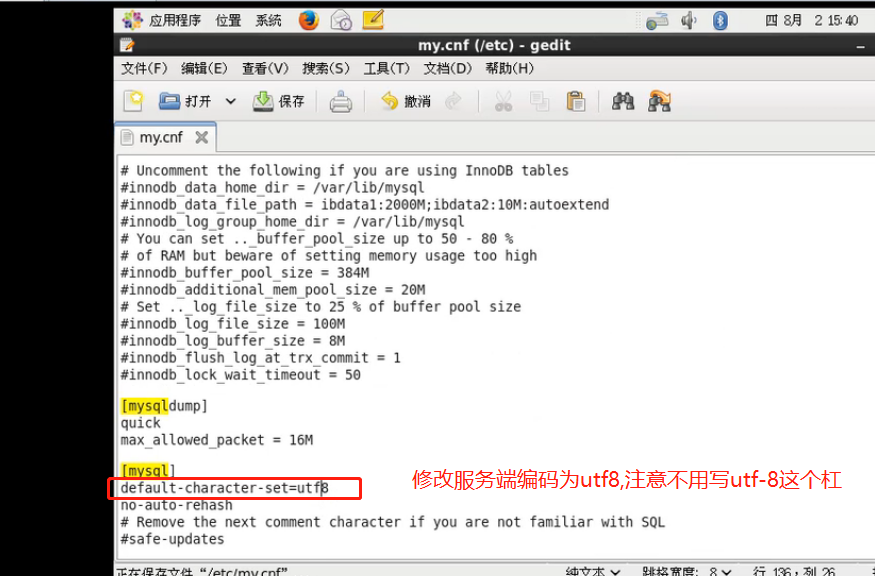 应用程序 位置 系统 四 8月 2 15:40
my.cnf (/etc) - gedit
文件(F) 编辑(E) 查看(V) 搜索(S) 工具(T) 文档(D) 帮助(H)
打开 保存 撤消
my.cnf
# Uncomment the following if you are using InnoDB tables
#innodb_data_home_dir = /var/lib/mysql
#innodb_data_file_path = ibdata1:2000M;ibdata2:10M:autoextend
#innodb_log_group_home_dir = /var/lib/mysql
# You can set .._buffer_pool_size up to 50 - 80 %
# of RAM but beware of setting memory usage too high
#innodb_buffer_pool_size = 384M
#innodb_additional_mem_pool_size = 20M
# Set .._log_file_size to 25 % of buffer pool size
#innodb_log_file_size = 100M
#innodb_log_buffer_size = 8M
#innodb_flush_log_at_trx_commit = 1
#innodb_lock_wait_timeout = 50
[mysqldump]
quick
max_allowed_packet = 16M
[mysql]
default-character-set=utf8 修改服务端编码为utf8,注意不用写utf-8这个杠
no-auto-rehash
# Remove the next comment character if you are not familiar with SQL
#safe-updates
正在保存文件“/etc/my.cnf” 纯文本 跳格宽度: 8 行 136，列 26